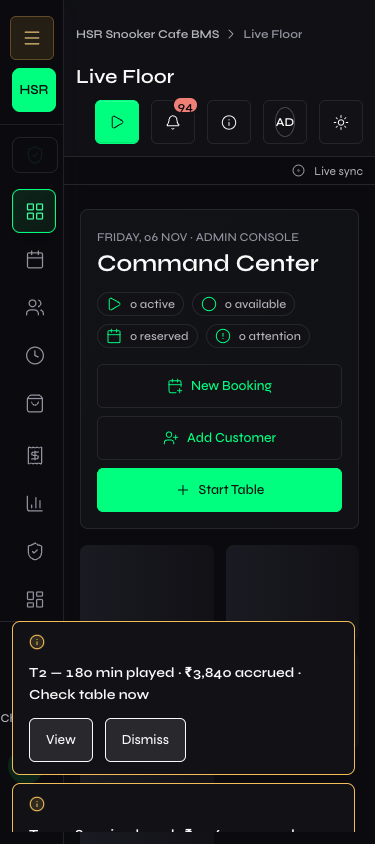 HSR Snooker Cafe BMS > Live Floor
HSR
Live Floor
94
AD
Live sync
FRIDAY, 06 NOV · ADMIN CONSOLE
Command Center
0 active
0 available
0 reserved
0 attention
New Booking
Add Customer
Start Table
T2 — 180 min played · ₹3,840 accrued ·
Check table now
View
Dismiss